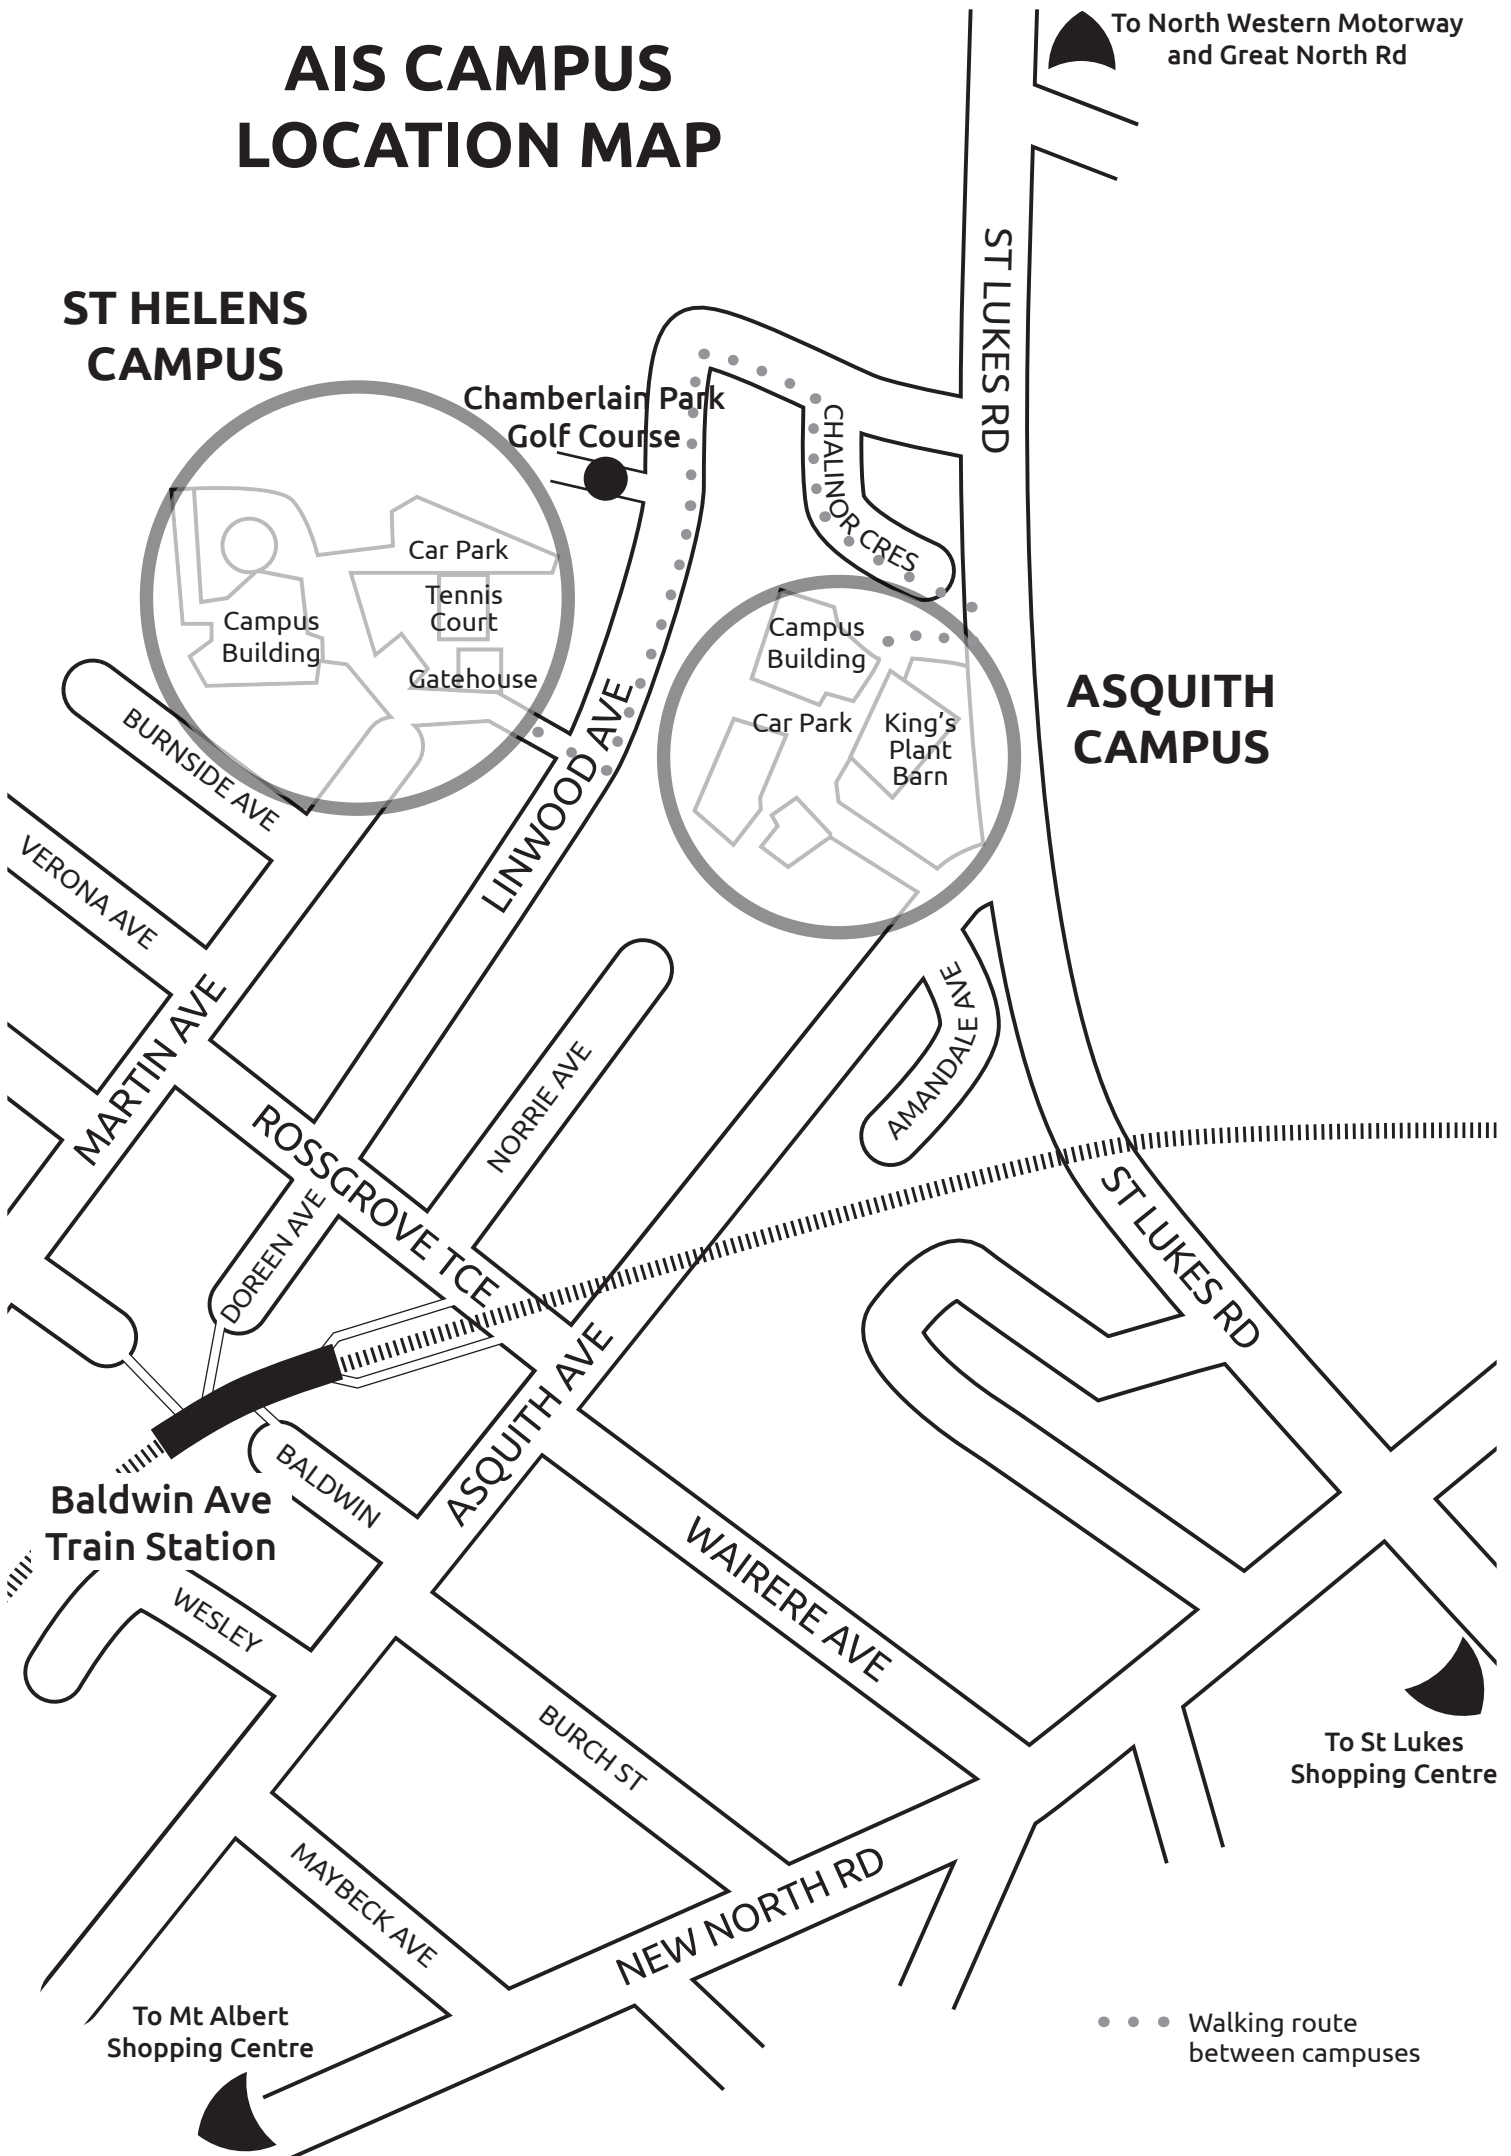 To North Western Motorway
and Great North Rd
AIS CAMPUS
LOCATION MAP
ST LUKES RD
ST HELENS
CAMPUS
Chamberlain Park
Golf Course
CHALINOR CRES
Car Park
Tennis
Court
Campus
Building
Gatehouse
Campus
Building
Car Park
King's
Plant
Barn
ASQUITH
CAMPUS
BURNSIDE AVE
LINWOOD AVE
VERONA AVE
MARTIN AVE
NORRIE AVE
AMANDALE AVE
ROSSGROVE TCE
DOREEN AVE
ST LUKES RD
ASQUITH AVE
BALDWIN
Baldwin Ave
Train Station
WESLEY
WAIRERE AVE
BURCH ST
To St Lukes
Shopping Centre
MAYBECK AVE
NEW NORTH RD
To Mt Albert
Shopping Centre
Walking route
between campuses